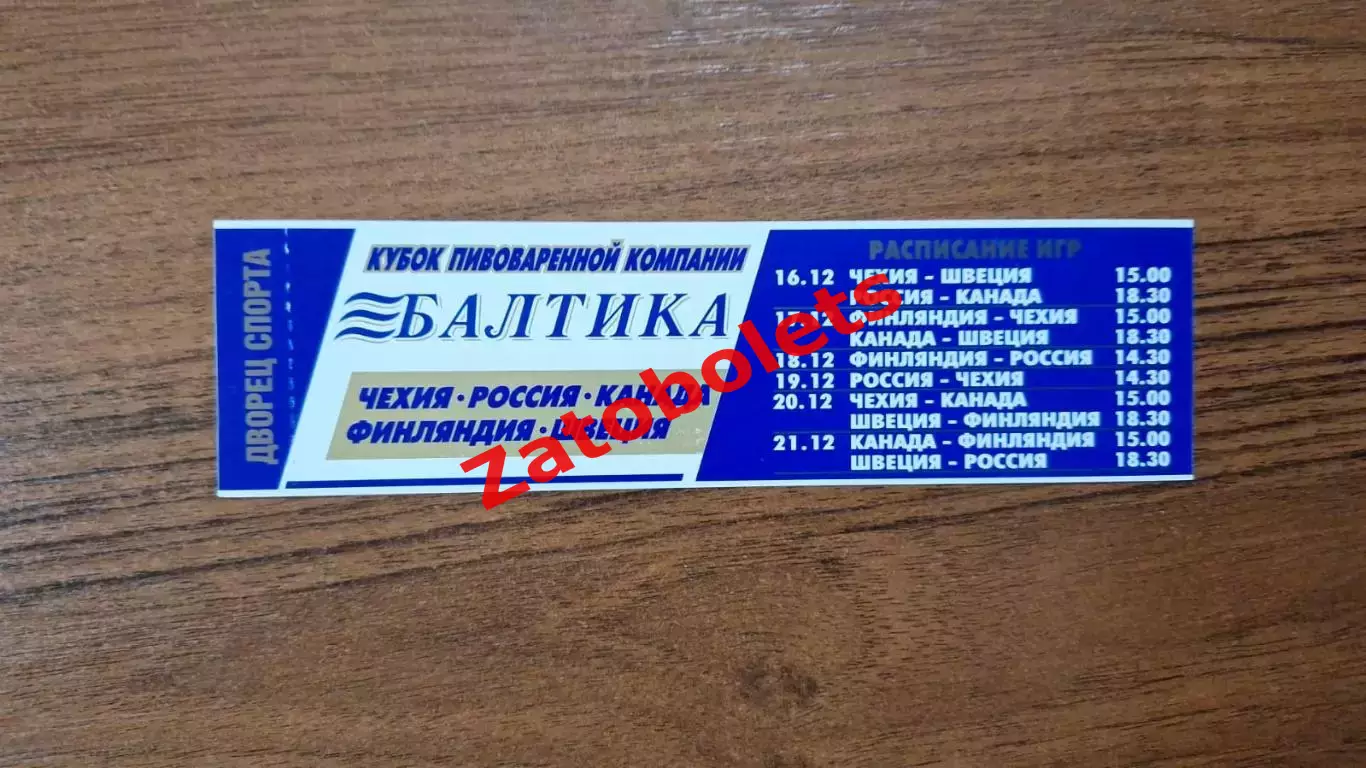 ДВОРЕЦ СПОРТА
КУБОК ПИВОВАРЕННОЙ КОМПАНИИ
БАЛТИКА
ЧЕХИЯ · РОССИЯ · КАНАДА
ФИНЛЯНДИЯ · ШВЕЦИЯ
РАСПИСАНИЕ ИГР
16.12 ЧЕХИЯ - ШВЕЦИЯ 15.00
РОССИЯ - КАНАДА 18.30
17.12 ФИНЛЯНДИЯ - ЧЕХИЯ 15.00
КАНАДА - ШВЕЦИЯ 18.30
18.12 ФИНЛЯНДИЯ - РОССИЯ 14.30
19.12 РОССИЯ - ЧЕХИЯ 14.30
20.12 ЧЕХИЯ - КАНАДА 15.00
ШВЕЦИЯ - ФИНЛЯНДИЯ 18.30
21.12 КАНАДА - ФИНЛЯНДИЯ 15.00
ШВЕЦИЯ - РОССИЯ 18.30
Zatobolets